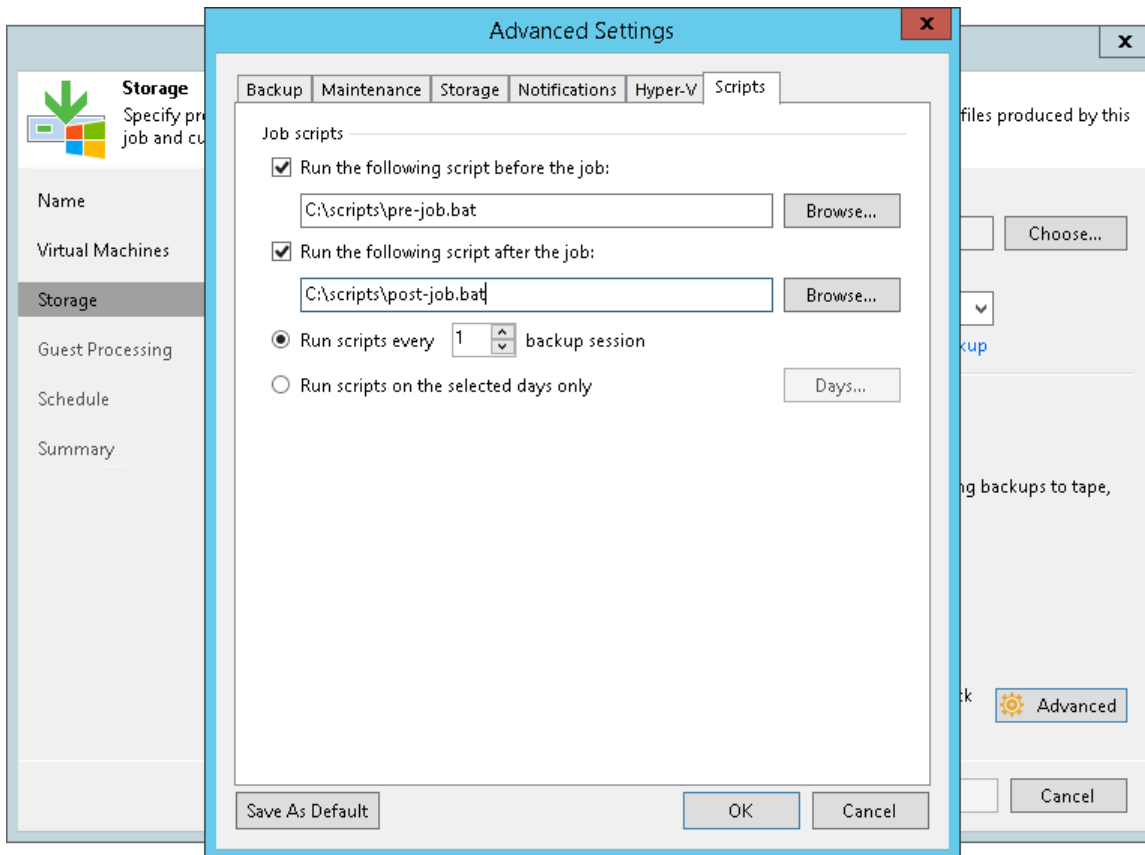 Advanced Settings
x
x
Storage
Specify pr
job and cu
files produced by this
Name
Virtual Machines
Storage
Guest Processing
Schedule
Summary
Backup
Maintenance
Storage
Notifications
Hyper-V
Scripts
Job scripts
Run the following script before the job:
C:\scripts\pre-job.bat
Browse...
Run the following script after the job:
C:\scripts\post-job.bat
Browse...
Run scripts every 1 backup session
Run scripts on the selected days only
Days...
Choose...
kup
ng backups to tape,
Advanced
Save As Default
OK
Cancel
Cancel